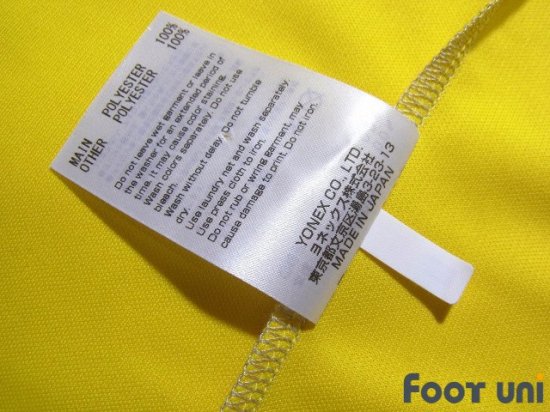 MAIN POLYESTER 100%
OTHER POLYESTER 100%
Do not leave wet garment or leave in
the washer for an extended period of
time. It may cause color staining.
Wash colors separately. Do not use
bleach.
Wash without delay. Do not tumble
dry.
Use laundry net and wash separately.
Use press cloth to iron.
Do not rub or wring garment, may
cause damage to print. Do not iron.
YONEX CO., LTD.
ヨネックス株式会社
東京都文京区湯島3.23.13
MADE IN JAPAN
FOOT UNI